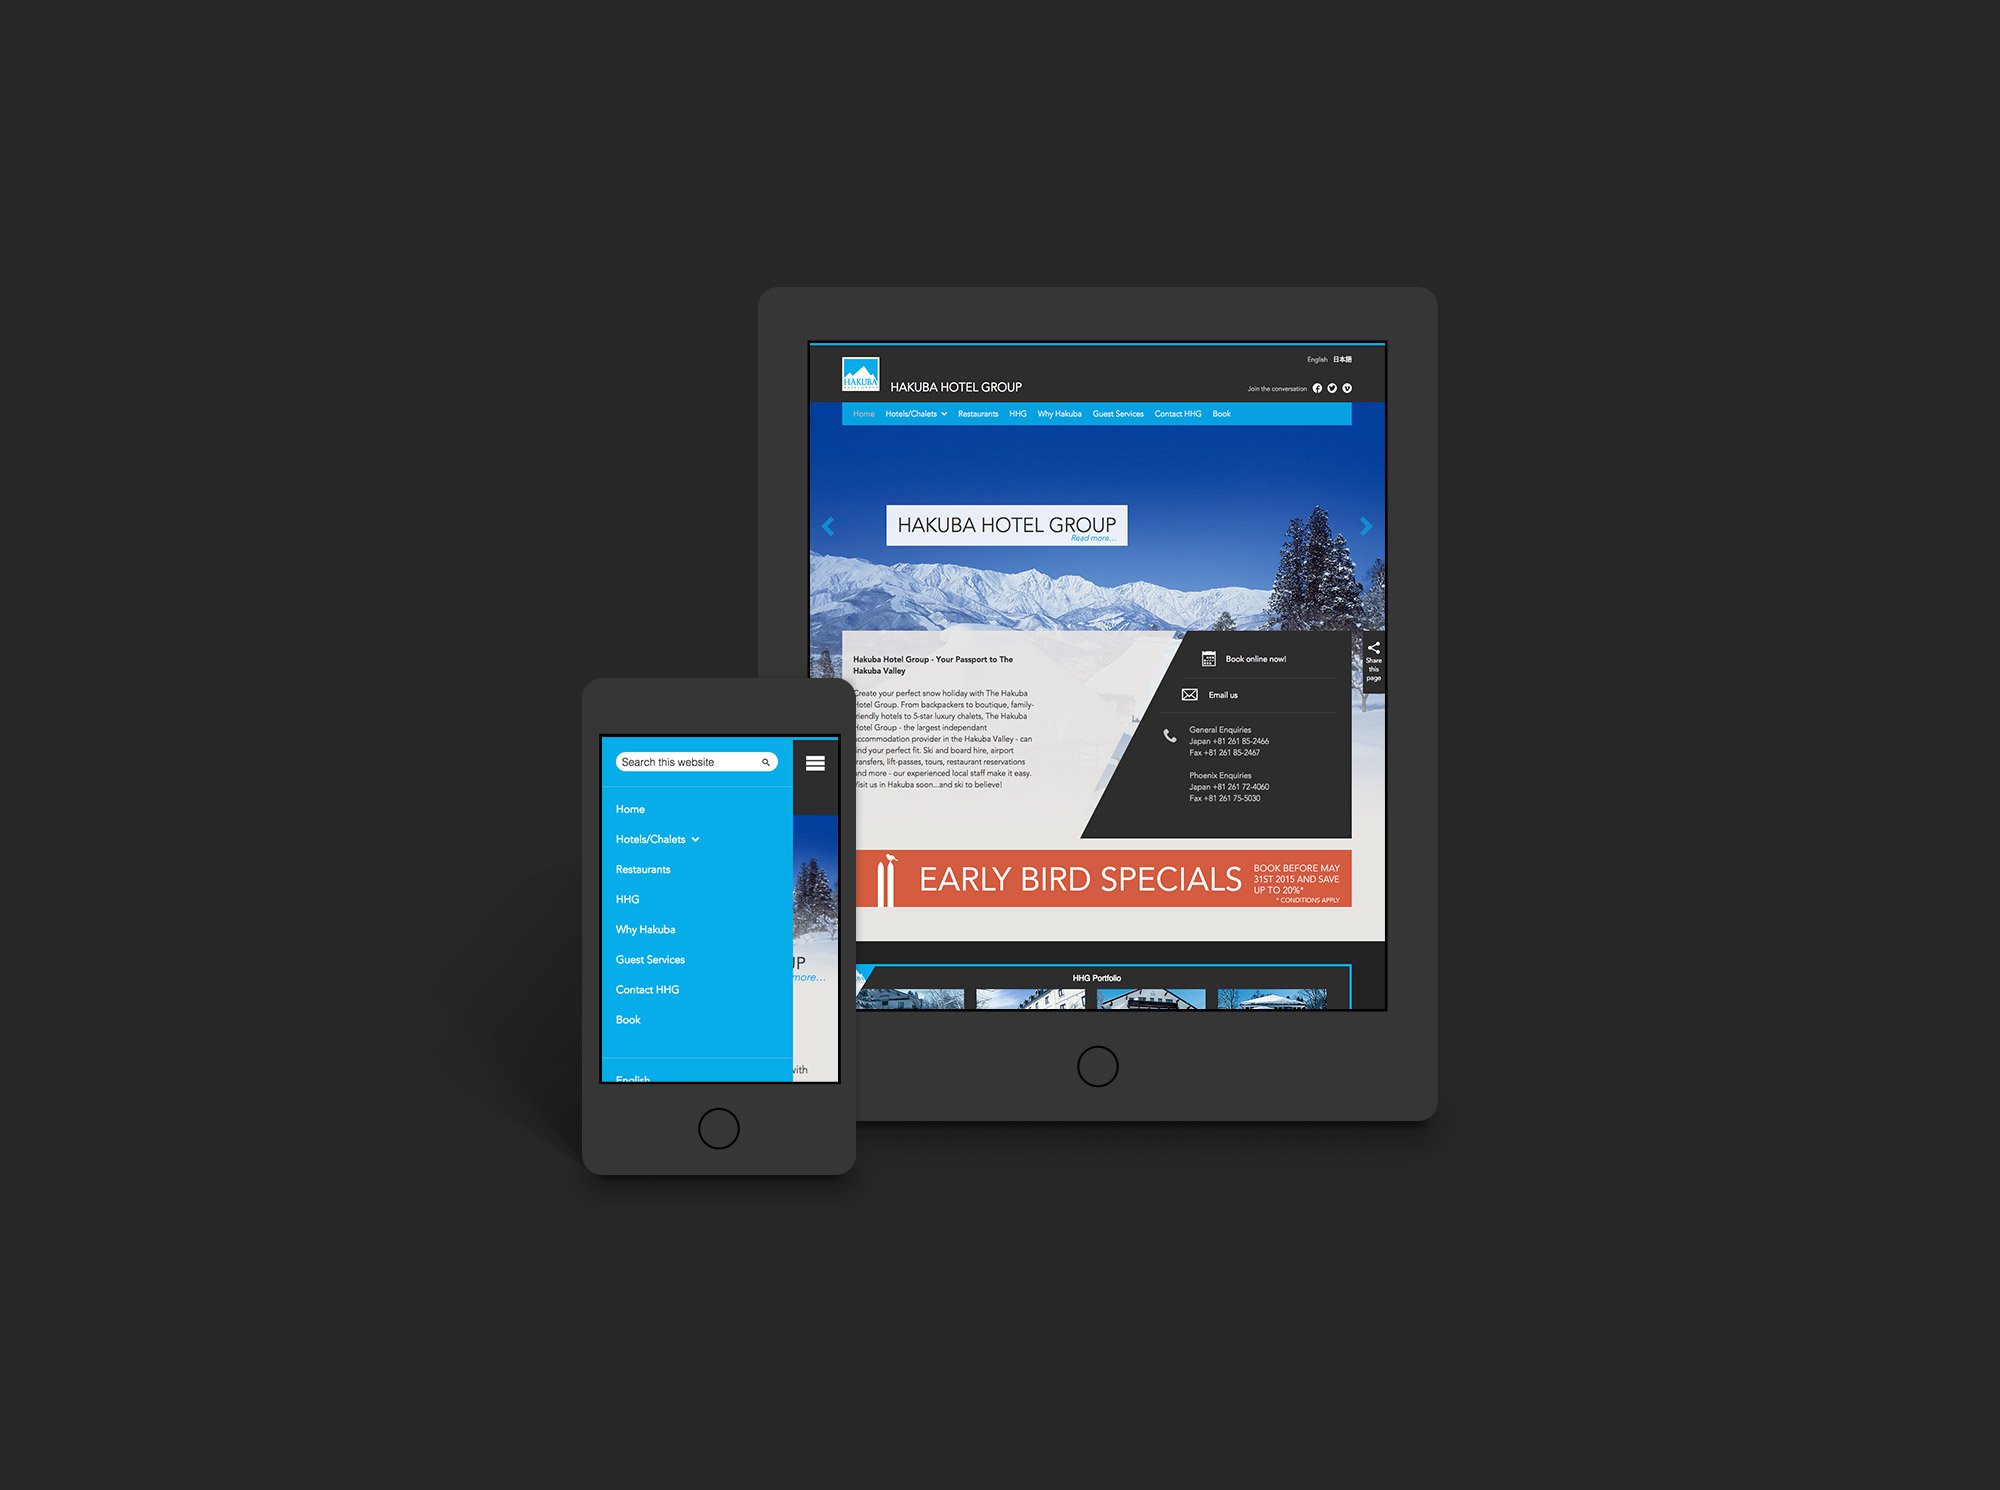 English 日本語
HAKUBA
HAKUBA HOTEL GROUP
Join the conversation
Home Hotels/Chalets Restaurants HHG Why Hakuba Guest Services Contact HHG Book
HAKUBA HOTEL GROUP
Read more...
Hakuba Hotel Group - Your Passport to The
Hakuba Valley
Create your perfect snow holiday with The Hakuba
Hotel Group. From backpackers to boutique, family-
friendly hotels to 5-star luxury chalets, The Hakuba
Hotel Group - the largest independant
accommodation provider in the Hakuba Valley - can
find your perfect fit. Ski and board hire, airport
transfers, lift-passes, tours, restaurant reservations
and more - our experienced local staff make it easy.
Visit us in Hakuba soon...and ski to believe!
Book online now!
Email us
General Enquiries
Japan +81 261 85-2466
Fax +81 261 85-2467
Phoenix Enquiries
Japan +81 261 72-4060
Fax +81 261 75-5030
Share
this
page
EARLY BIRD SPECIALS
BOOK BEFORE MAY
31ST 2015 AND SAVE
UP TO 20%*
* CONDITIONS APPLY
HHG Portfolio
Search this website
Home
Hotels/Chalets
Restaurants
HHG
Why Hakuba
Guest Services
Contact HHG
Book
English
UP
more...
with